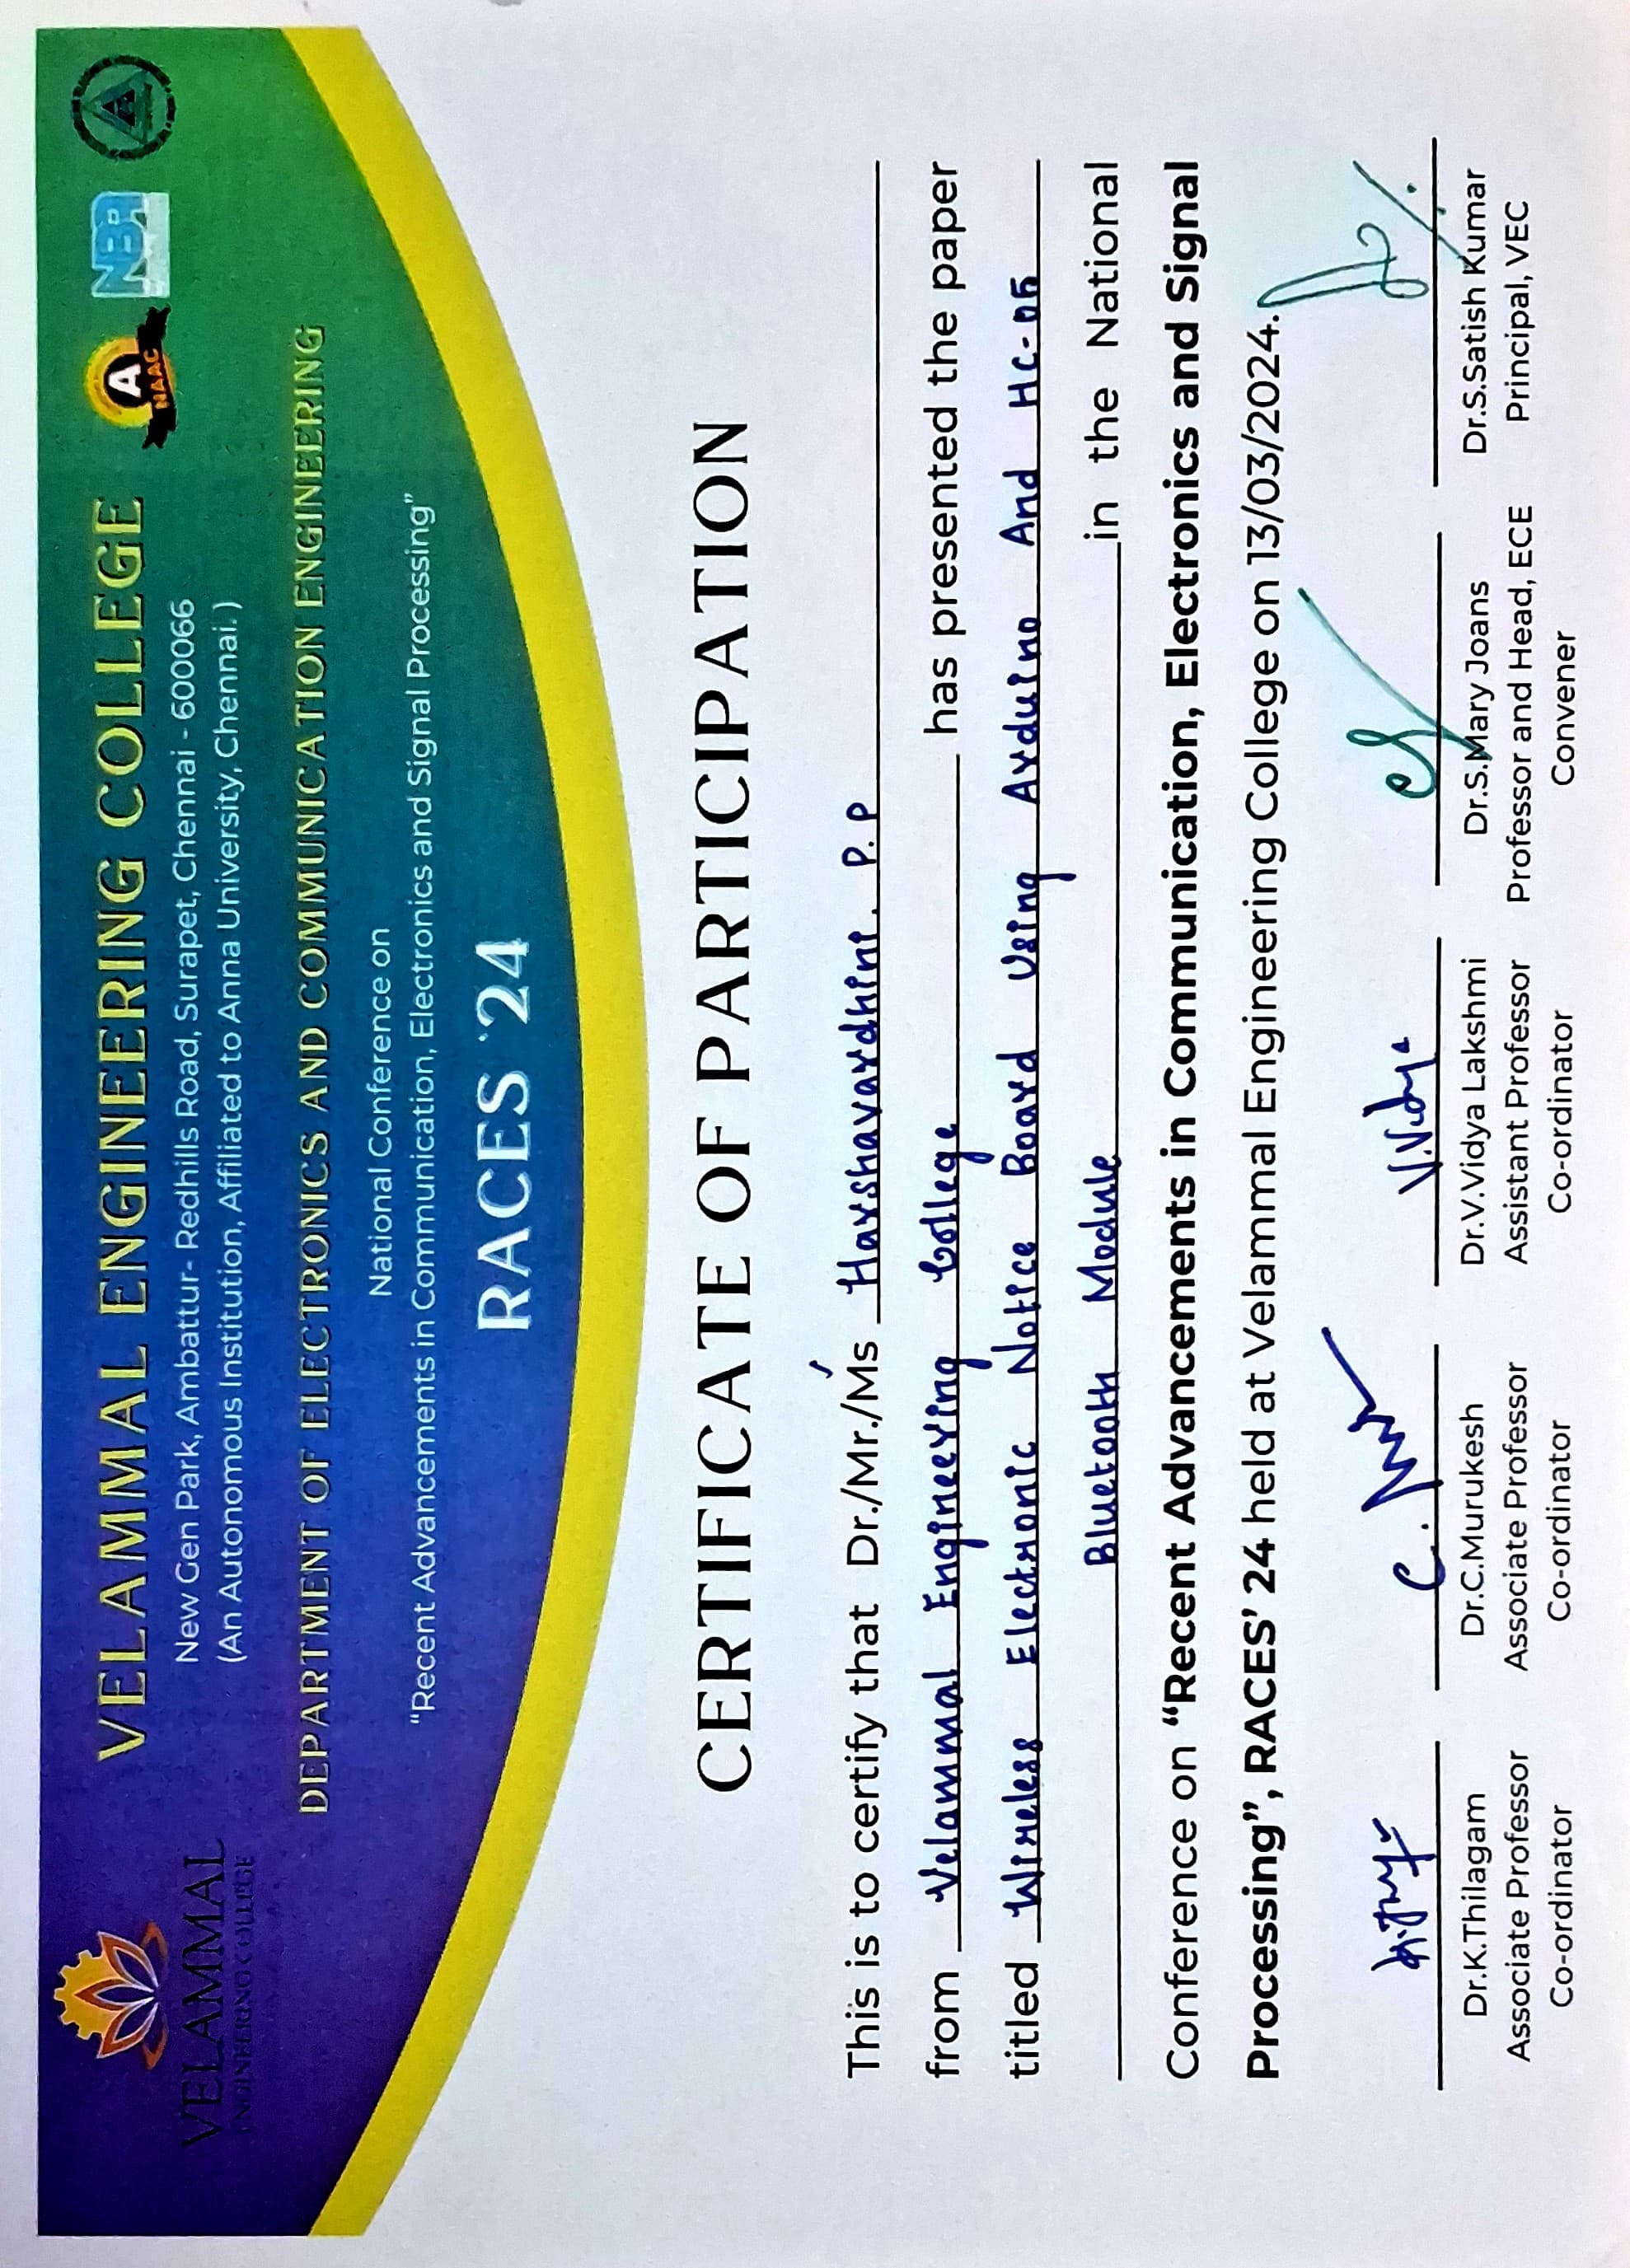 VELAMMAL
ENGINEERING COLLEGE
VELAMMAL ENGINEERING COLLEGE
New Gen Park, Ambattur- Redhills Road, Surapet, Chennai - 600066
(An Autonomous Institution, Affiliated to Anna University, Chennai. )
A
NAAC
NBA
DEPARTMENT OF ELECTRONICS AND COMMUNICATION ENGINEERING
National Conference on
“Recent Advancements in Communication, Electronics and Signal Processing”
RACES '24
CERTIFICATE OF PARTICIPATION
This is to certify that Dr./Mr./Ms Harshavardhini. P. P
from Velammal Engineering College has presented the paper
titled Wireless Electronic Notice Board Using Arduino And HC-05
Bluetooth Module in the National
Conference on “Recent Advancements in Communication, Electronics and Signal
Processing”, RACES’ 24 held at Velammal Engineering College on 13/03/2024.
C.
V.Vidya
Dr.K.Thilagam
Associate Professor
Co-ordinator
Dr.C.Murukesh
Associate Professor
Co-ordinator
Dr.V.Vidya Lakshmi
Assistant Professor
Co-ordinator
Dr.S.Mary Joans
Professor and Head, ECE
Convener
Dr.S.Satish Kumar
Principal, VEC